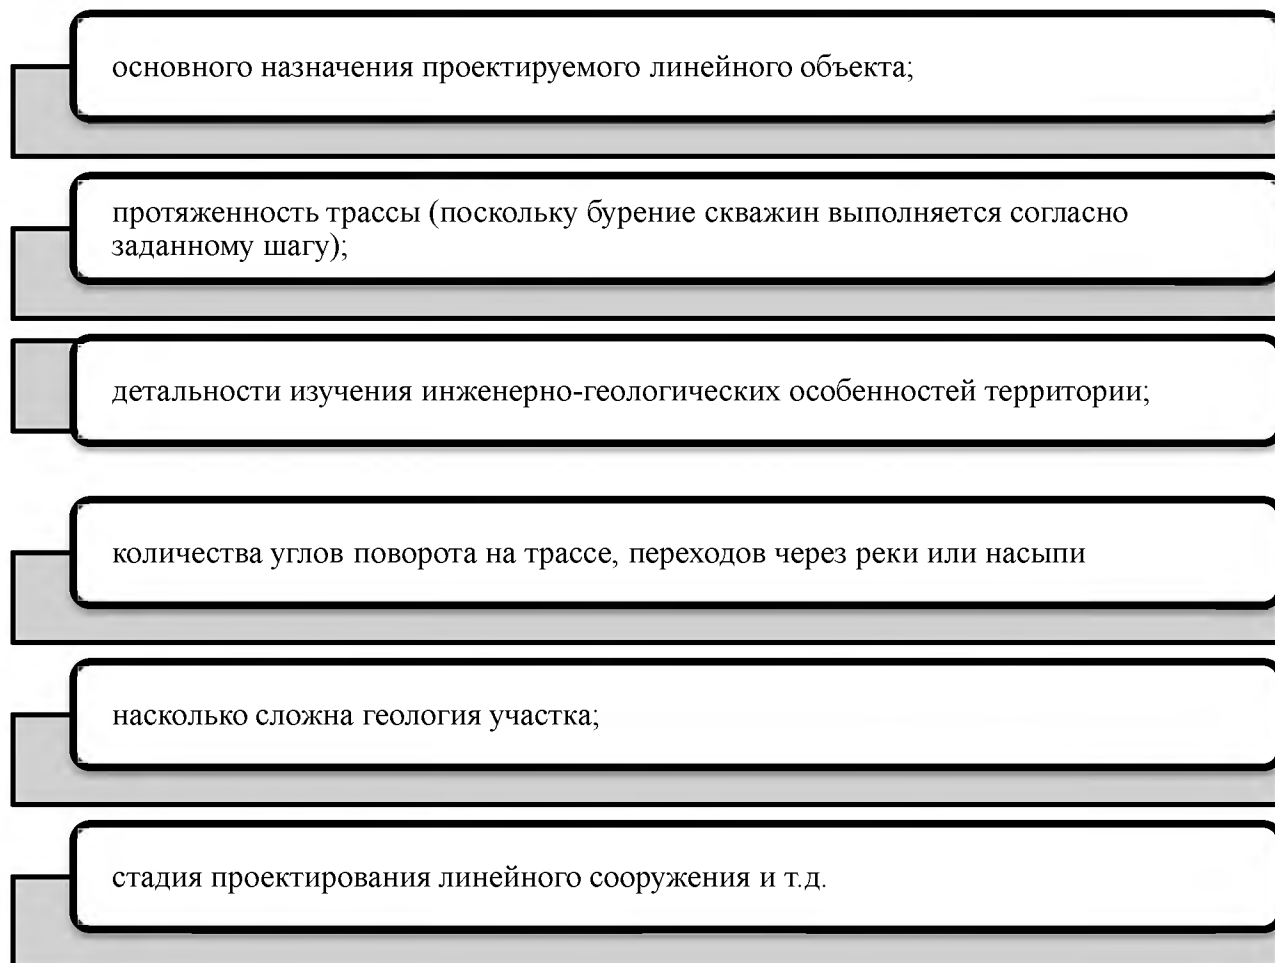 основного назначения проектируемого линейного объекта;
протяженность трассы (поскольку бурение скважин выполняется согласно
заданному шагу);
детальности изучения инженерно-геологических особенностей территории;
количества углов поворота на трассе, переходов через реки или насыпи
насколько сложна геология участка;
стадия проектирования линейного сооружения и т.д.